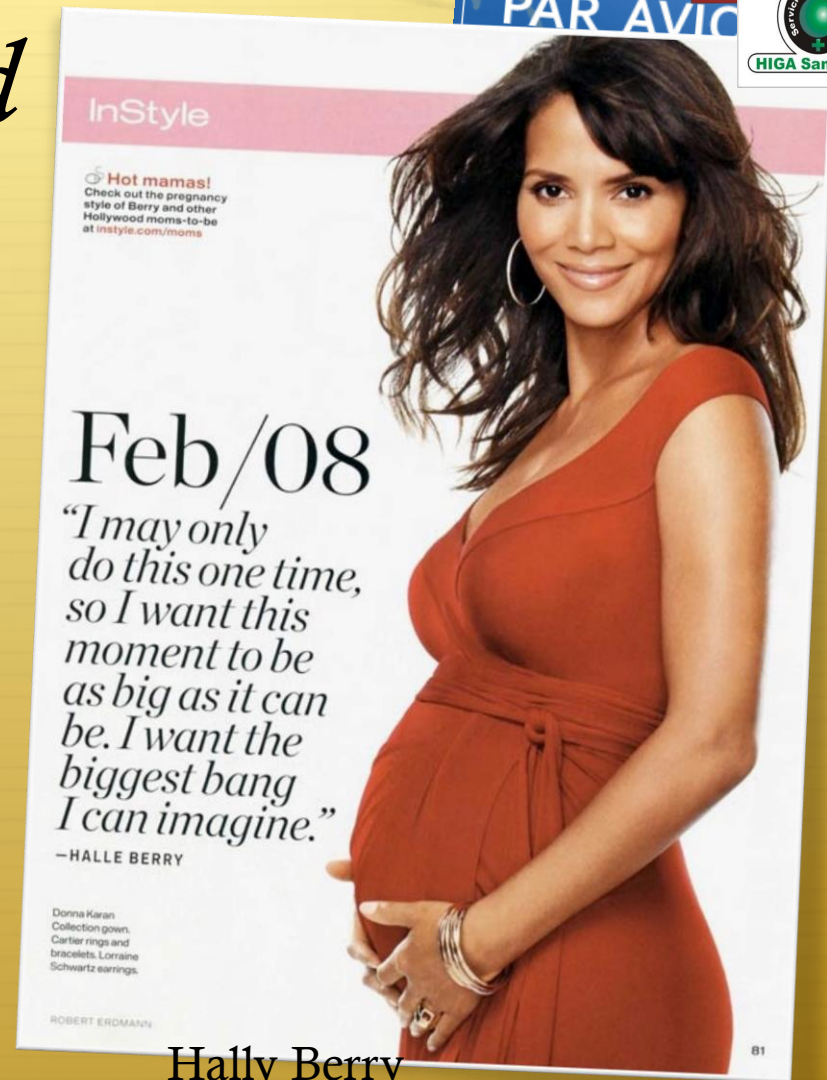 d
PAR AVIO
Servic
HIGA San
InStyle
Hot mamas!
Check out the pregnancy
style of Berry and other
Hollywood moms-to-be
at instyle.com/moms
Feb/08
“I may only
do this one time,
so I want this
moment to be
as big as it can
be. I want the
biggest bang
I can imagine.”
—HALLE BERRY
Donna Karan
Collection gown.
Cartier rings and
bracelets. Lorraine
Schwartz earrings.
ROBERT ERDMANN
81
Hally Berry